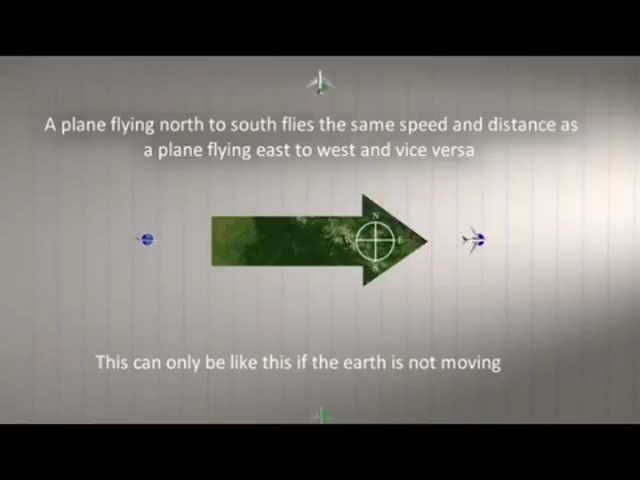 A plane flying north to south flies the same speed and distance as
a plane flying east to west and vice versa
N
E
This can only be like this if the earth is not moving